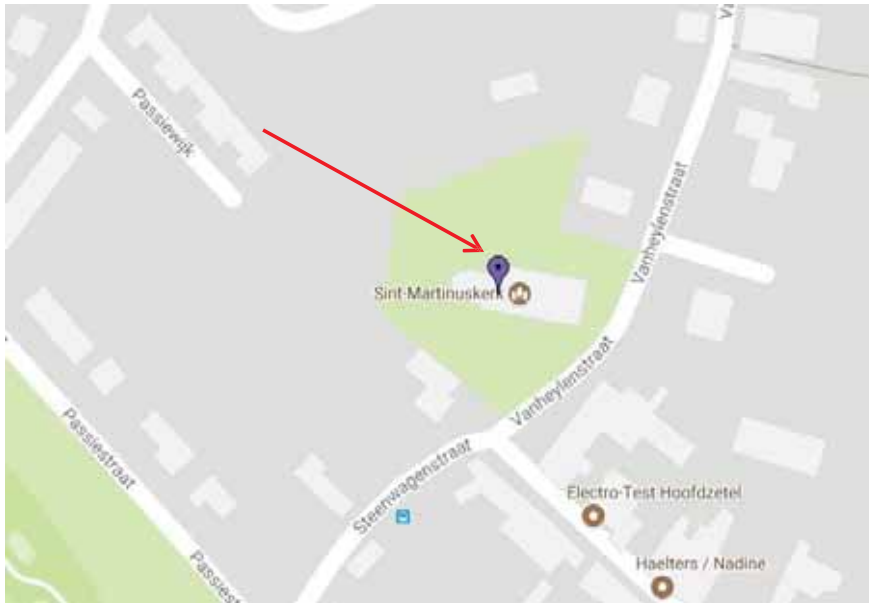 Passiewijk
Vanheylenstraat
Sint-Martinuskerk
Vanheylenstraat
Passiestraat
Steenwagenstraat
Electro-Test Hoofdzetel
Haelters / Nadine